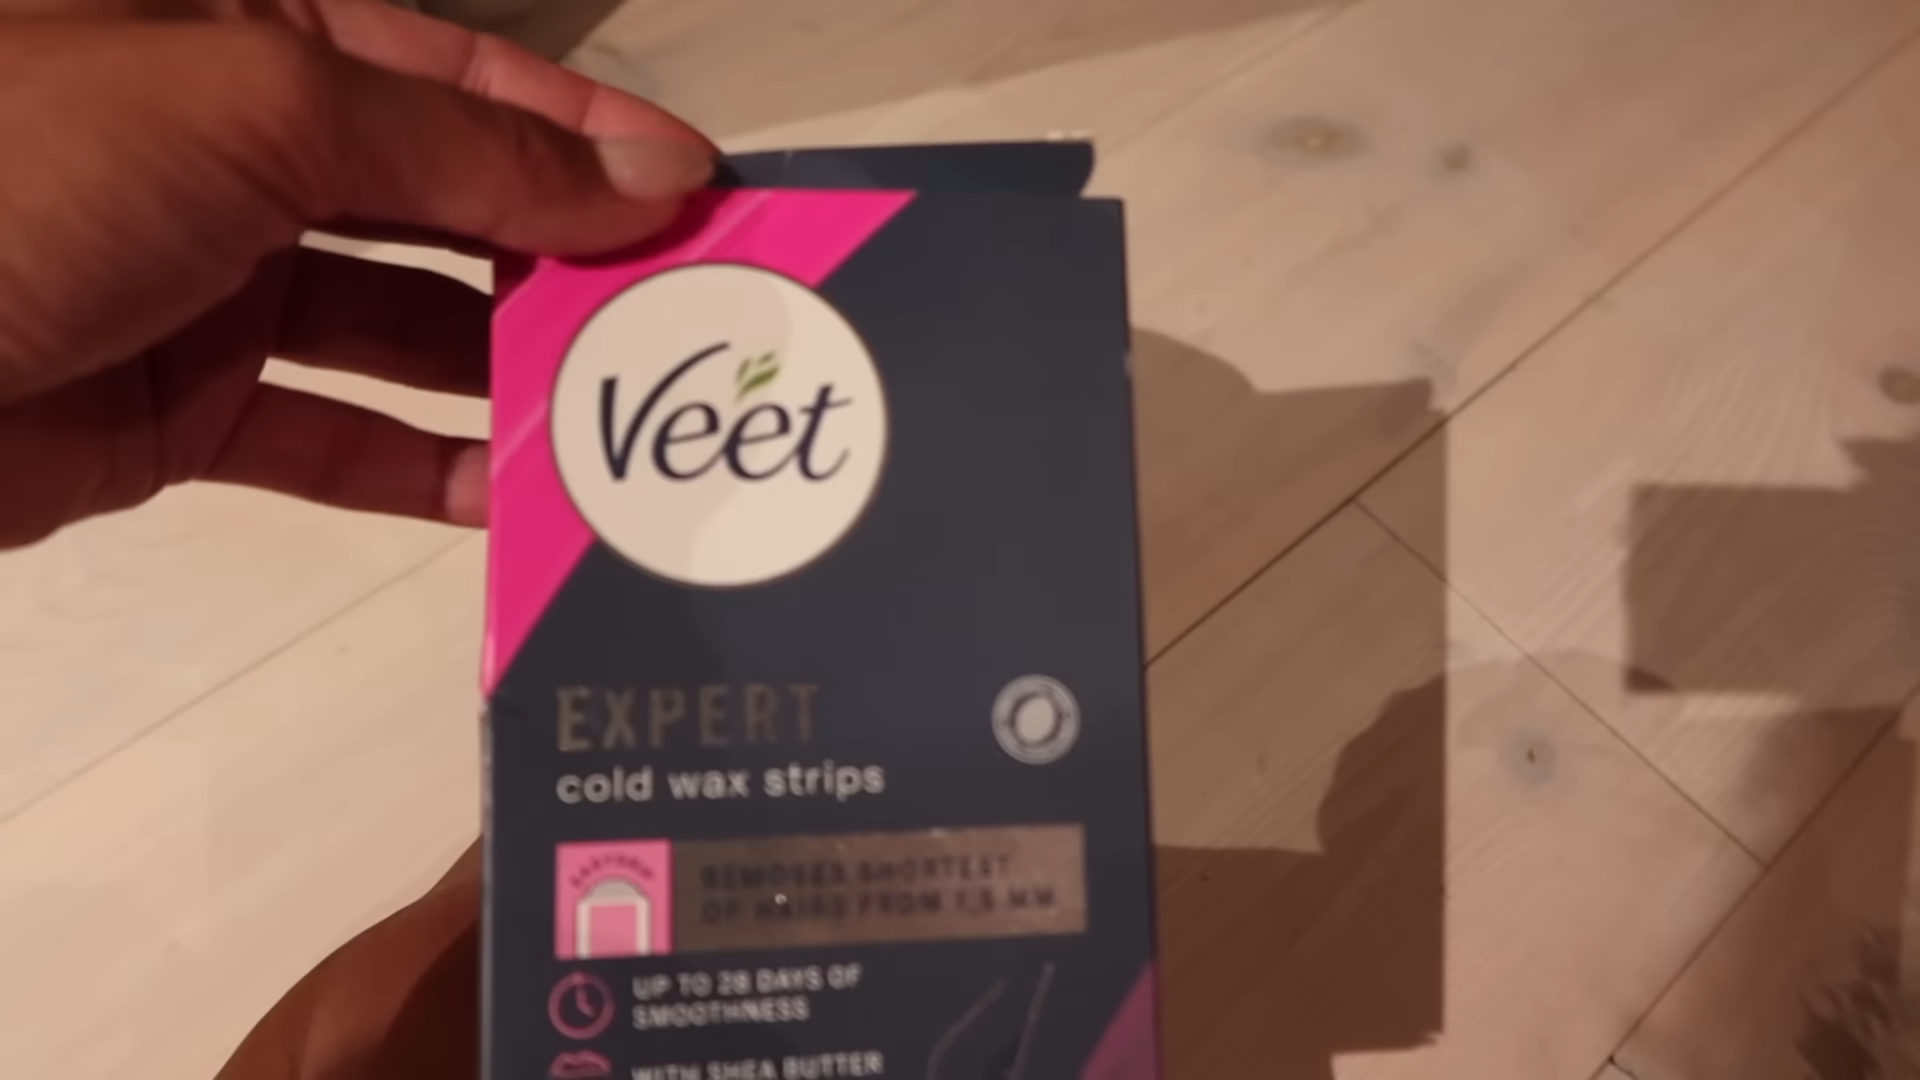 Veet
EXPERT
cold wax strips
REMOVES SHORTEST
OF HAIRS FROM 1,5 MM
UP TO 28 DAYS OF
SMOOTHNESS
WITH SHEA BUTTER